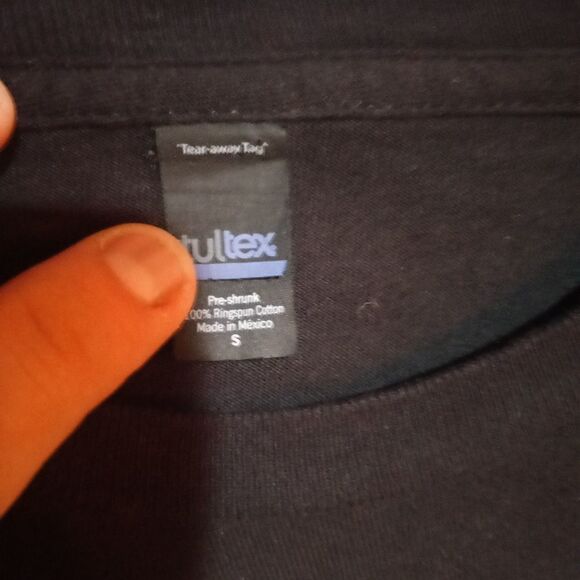 "Tear-away Tag"
tultex
Pre-shrunk
100% Ringspun Cotton
Made in México
S